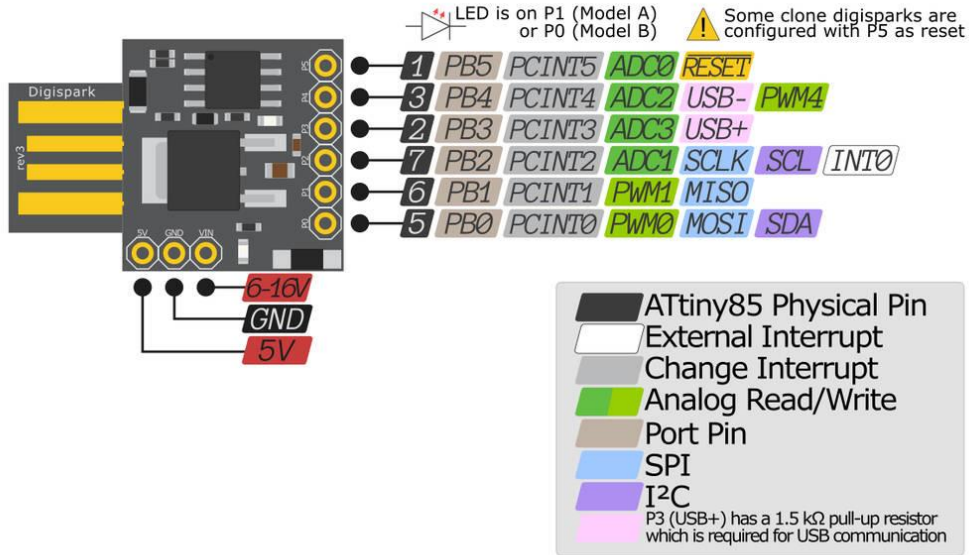 LED is on P1 (Model A)
or P0 (Model B)
Some clone digisparks are
configured with P5 as reset
Digispark
rev3
P5
P4
P3
P2
P1
P0
5V GND VIN
1 PB5 PCINT5 ADC0 RESET
3 PB4 PCINT4 ADC2 USB- PWM4
2 PB3 PCINT3 ADC3 USB+
7 PB2 PCINT2 ADC1 SCLK SCL INT0
6 PB1 PCINT1 PWM1 MISO
5 PB0 PCINT0 PWM0 MOSI SDA
6-16V
GND
5V
ATtiny85 Physical Pin
External Interrupt
Change Interrupt
Analog Read/Write
Port Pin
SPI
I²C
P3 (USB+) has a 1.5 kΩ pull-up resistor
which is required for USB communication